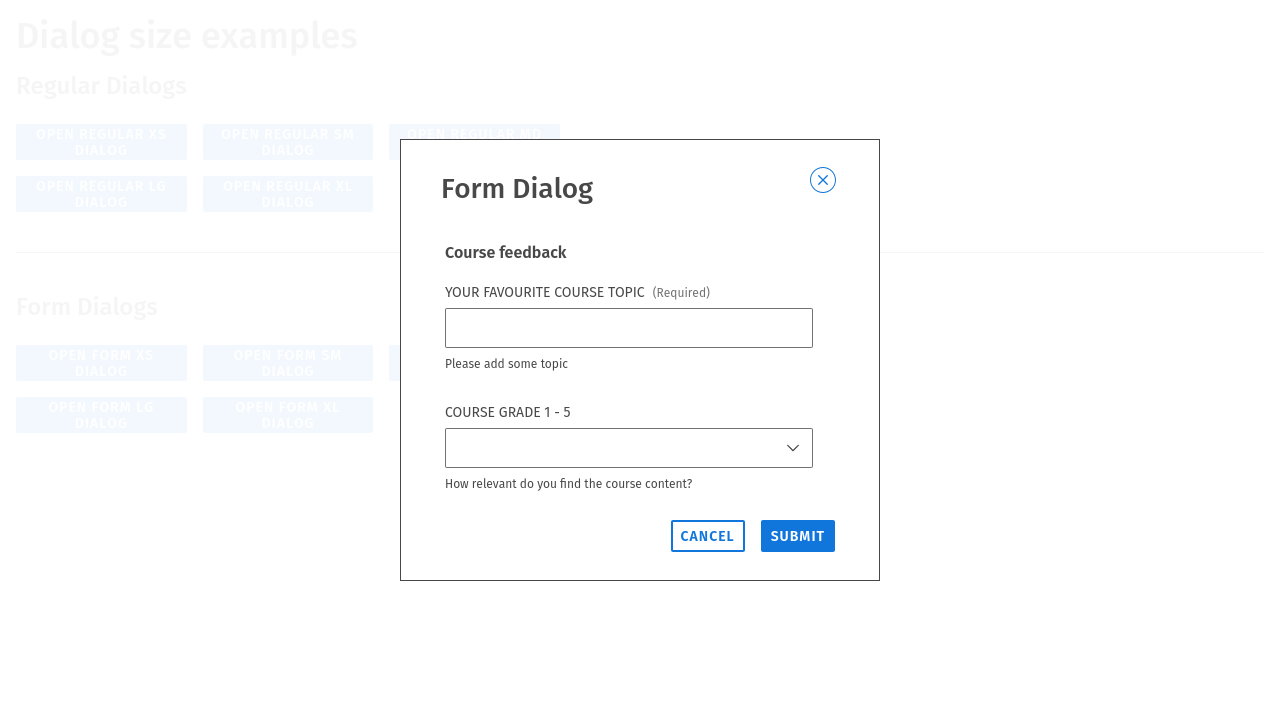 Dialog size examples
Regular Dialogs
OPEN REGULAR XS
DIALOG
OPEN REGULAR SM
DIALOG
OPEN REGULAR MD
OPEN REGULAR LG
DIALOG
OPEN REGULAR XL
DIALOG
Form Dialogs
OPEN FORM XS
DIALOG
OPEN FORM SM
DIALOG
OPEN FORM LG
DIALOG
OPEN FORM XL
DIALOG
Form Dialog
Course feedback
YOUR FAVOURITE COURSE TOPIC (Required)
Please add some topic
COURSE GRADE 1 - 5
How relevant do you find the course content?
CANCEL
SUBMIT